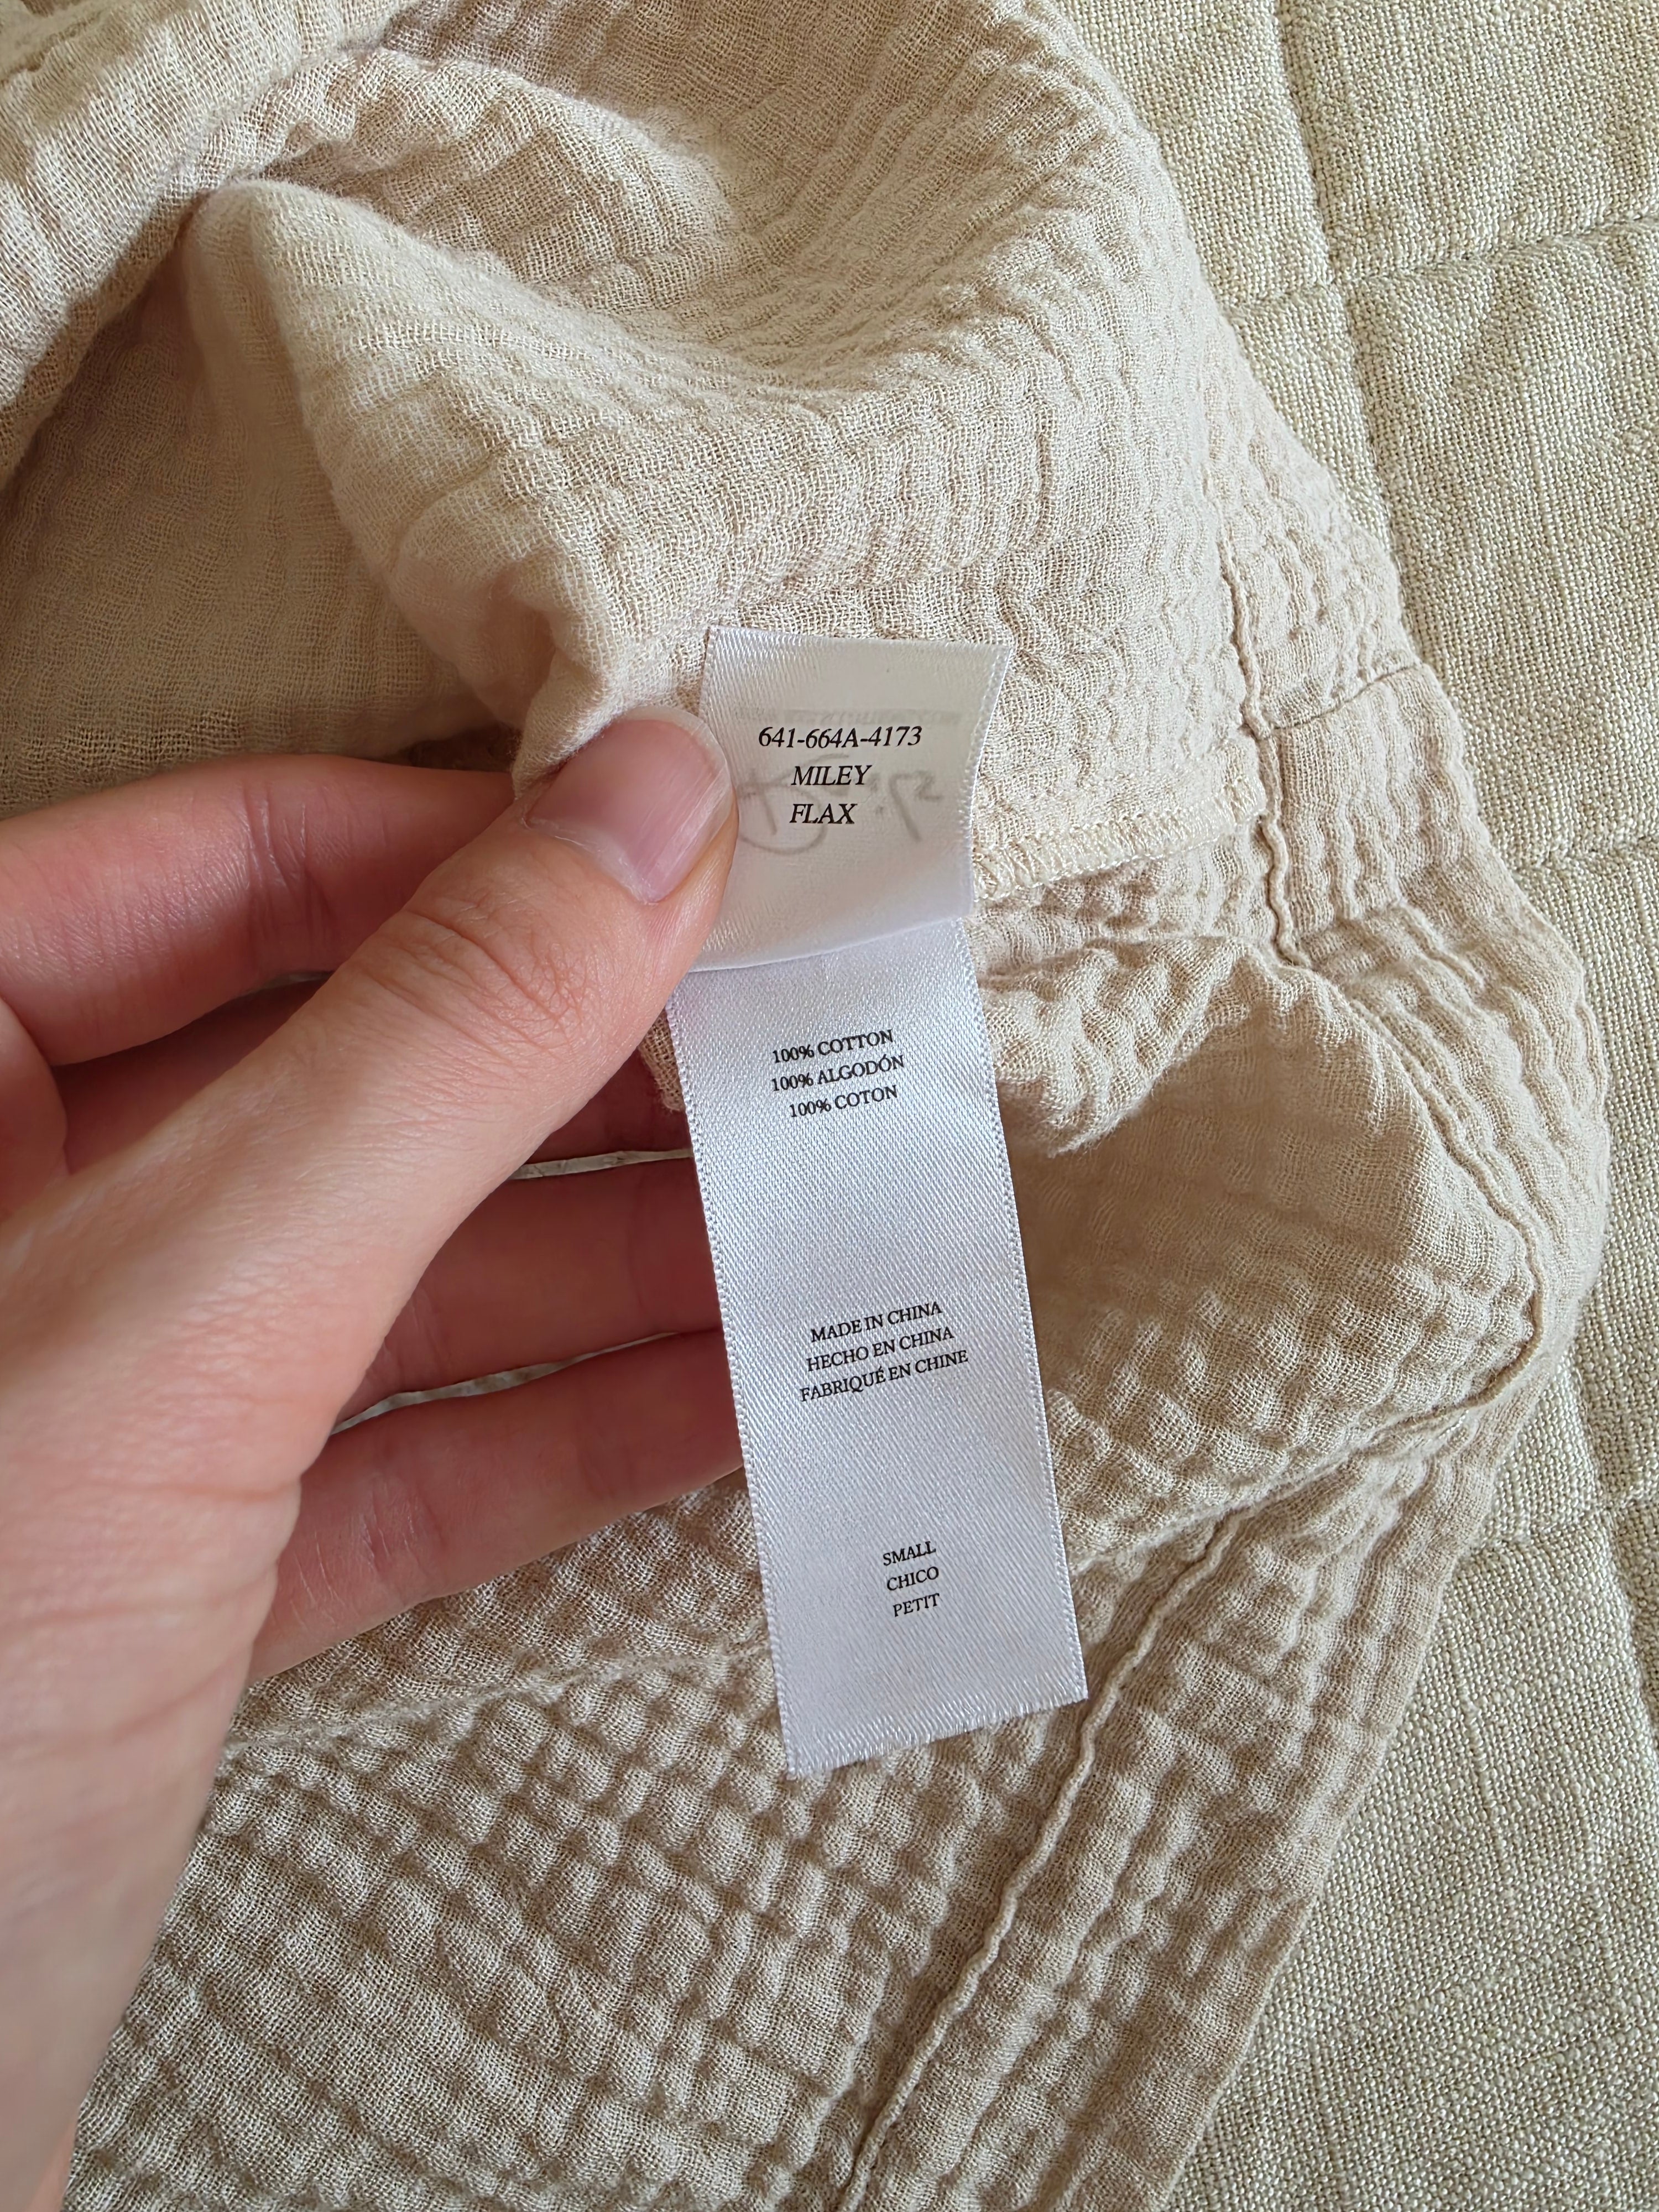 641-664A-4173
MILEY
FLAX
100% COTTON
100% ALGODÓN
100% COTON
MADE IN CHINA
HECHO EN CHINA
FABRIQUÉ EN CHINE
SMALL
CHICO
PETIT